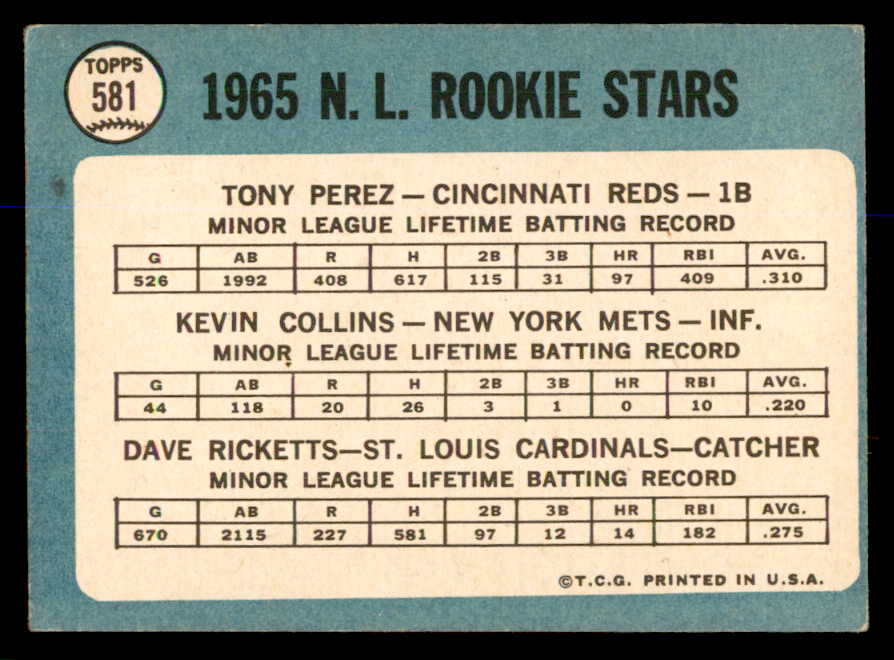 TOPPS
581
1965 N. L. ROOKIE STARS
TONY PEREZ — CINCINNATI REDS — 1B
MINOR LEAGUE LIFETIME BATTING RECORD
G AB R H 2B 3B HR RBI AVG.
526 1992 408 617 115 31 97 409 .310
KEVIN COLLINS — NEW YORK METS — INF.
MINOR LEAGUE LIFETIME BATTING RECORD
G AB R H 2B 3B HR RBI AVG.
44 118 20 26 3 1 0 10 .220
DAVE RICKETTS—ST. LOUIS CARDINALS—CATCHER
MINOR LEAGUE LIFETIME BATTING RECORD
G AB R H 2B 3B HR RBI AVG.
670 2115 227 581 97 12 14 182 .275
©T.C.G. PRINTED IN U.S.A.